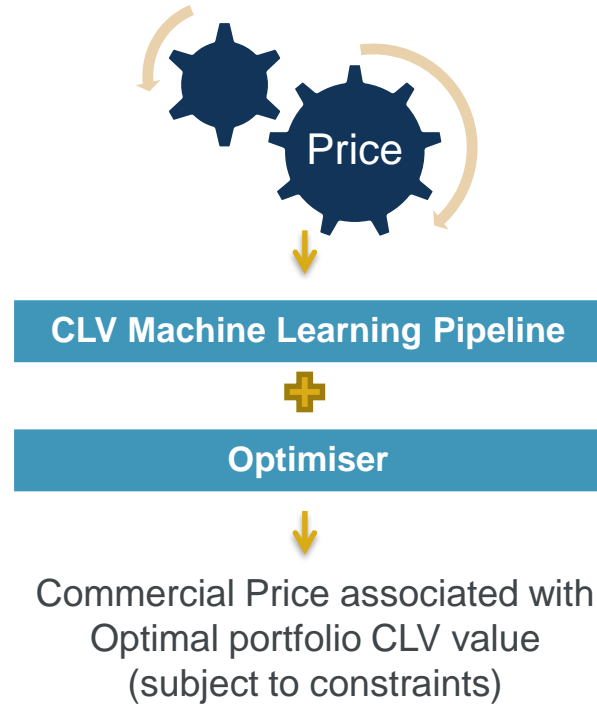 Price
CLV Machine Learning Pipeline
Optimiser
Commercial Price associated with
Optimal portfolio CLV value
(subject to constraints)